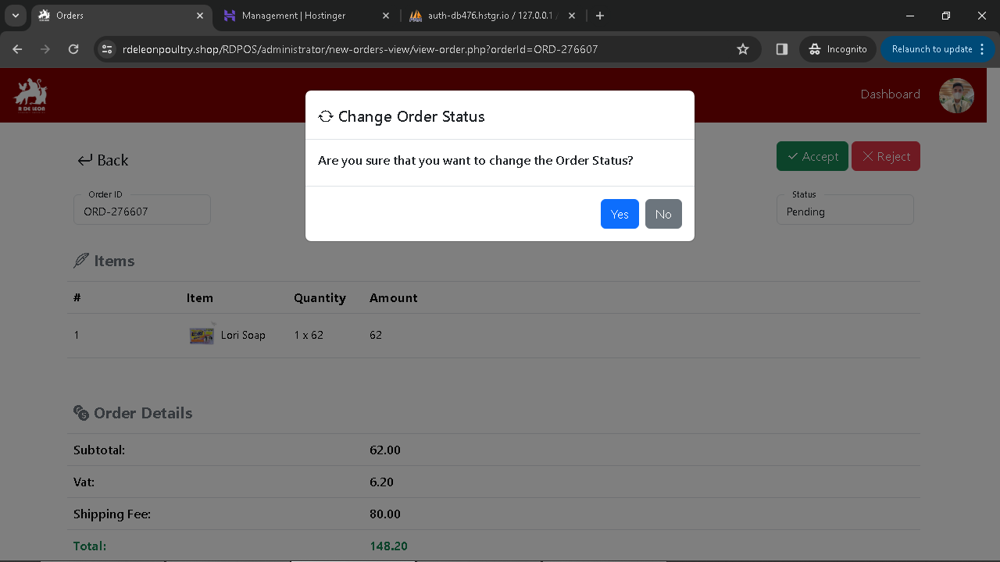 Orders
Management | Hostinger
auth-db476.hstgr.io / 127.0.0.1 /
rdeleonpoultry.shop/RDPOS/administrator/new-orders-view/view-order.php?orderId=ORD-276607
Incognito
Relaunch to update
R DE LEON
Dashboard
Change Order Status
Are you sure that you want to change the Order Status?
Yes
No
Back
Accept
Reject
Order ID
ORD-276607
Status
Pending
Items
# Item Quantity Amount
1 Lori Soap 1 x 62 62
Order Details
Subtotal: 62.00
Vat: 6.20
Shipping Fee: 80.00
Total: 148.20